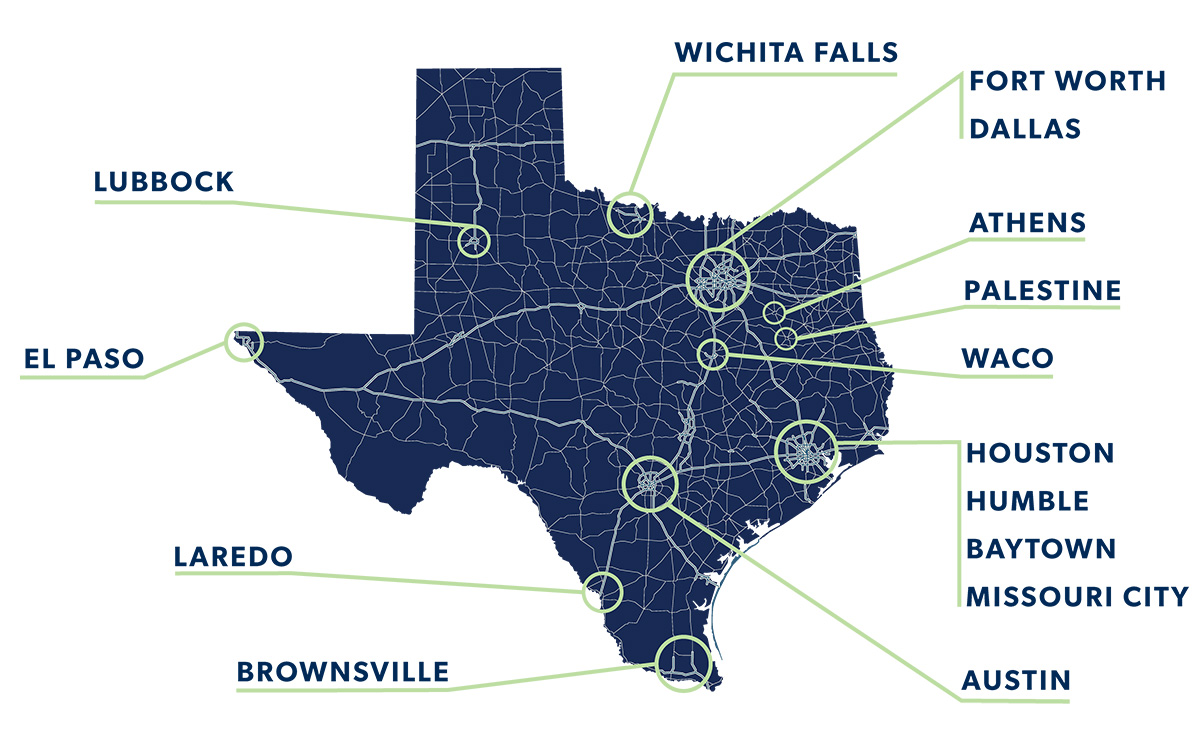 WICHITA FALLS
FORT WORTH
DALLAS
LUBBOCK
ATHENS
PALESTINE
EL PASO
WACO
HOUSTON
HUMBLE
BAYTOWN
MISSOURI CITY
LAREDO
BROWNSVILLE
AUSTIN